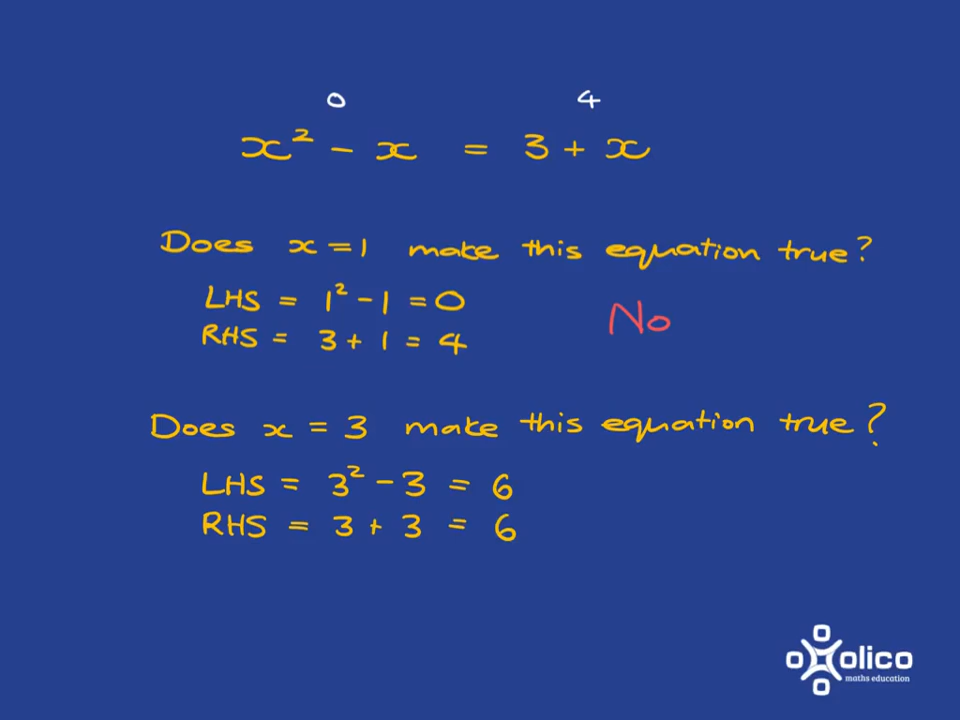 0 4
x² - x = 3 + x
Does x = 1 make this equation true?
LHS = 1² - 1 = 0
RHS = 3 + 1 = 4
No
Does x = 3 make this equation true?
LHS = 3² - 3 = 6
RHS = 3 + 3 = 6
olico
maths education